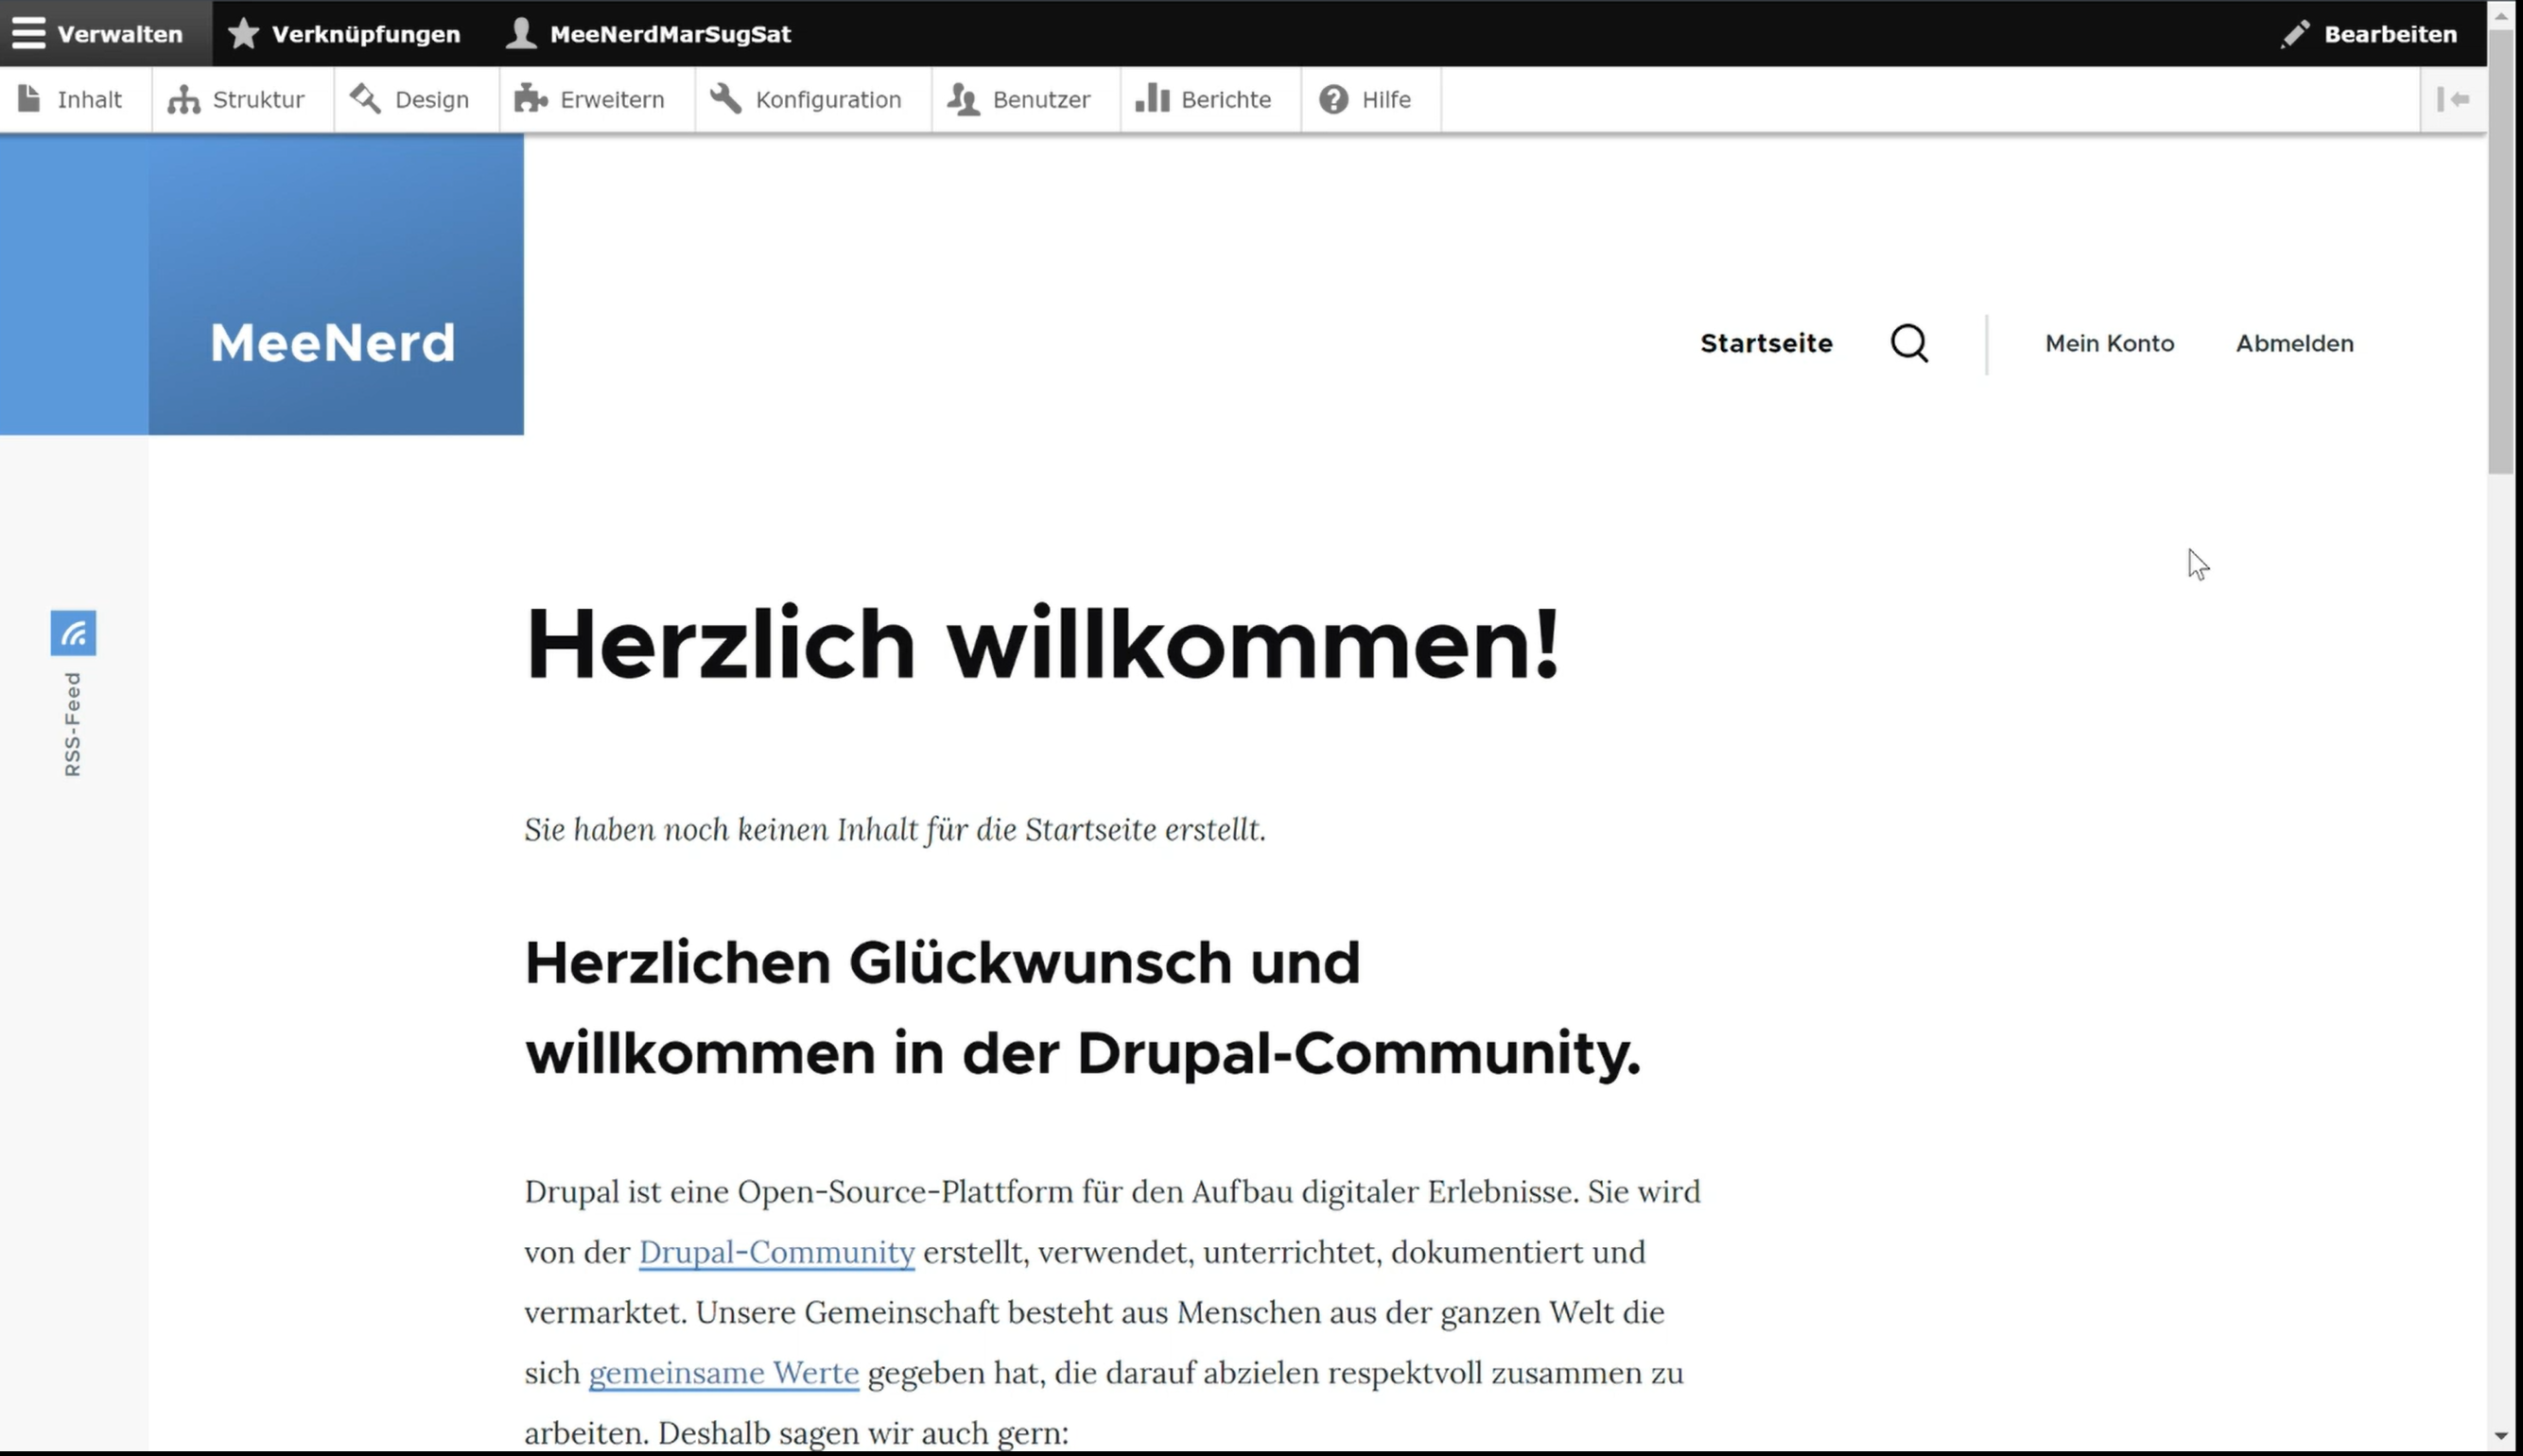 Verwalten Verknüpfungen MeeNerdMarSugSat Bearbeiten
Inhalt Struktur Design Erweitern Konfiguration Benutzer Berichte Hilfe
MeeNerd
Startseite Mein Konto Abmelden
RSS-Feed
Herzlich willkommen!
Sie haben noch keinen Inhalt für die Startseite erstellt.
Herzlichen Glückwunsch und
willkommen in der Drupal-Community.
Drupal ist eine Open-Source-Plattform für den Aufbau digitaler Erlebnisse. Sie wird
von der Drupal-Community erstellt, verwendet, unterrichtet, dokumentiert und
vermarktet. Unsere Gemeinschaft besteht aus Menschen aus der ganzen Welt die
sich gemeinsame Werte gegeben hat, die darauf abzielen respektvoll zusammen zu
arbeiten. Deshalb sagen wir auch gern: